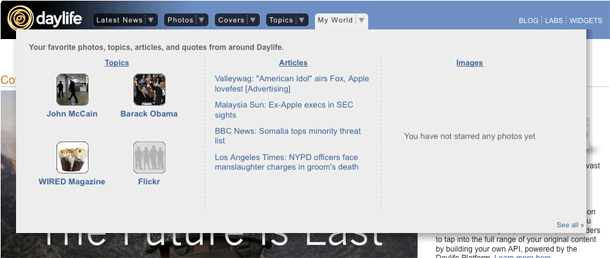 daylife
Latest News
Photos
Covers
Topics
My World
BLOG LABS WIDGETS
Your favorite photos, topics, articles, and quotes from around Daylife.
Topics
John McCain
Barack Obama
WIRED Magazine
Flickr
Articles
Valleywag: "American Idol" airs Fox, Apple
lovefest [Advertising]
Malaysia Sun: Ex-Apple execs in SEC
sights
BBC News: Somalia tops minority threat
list
Los Angeles Times: NYPD officers face
manslaughter charges in groom's death
Images
You have not starred any photos yet
See all »
The Future is East
to tap into the full range of your original content
by building your own API, powered by the
Daylife Platform. Learn more here